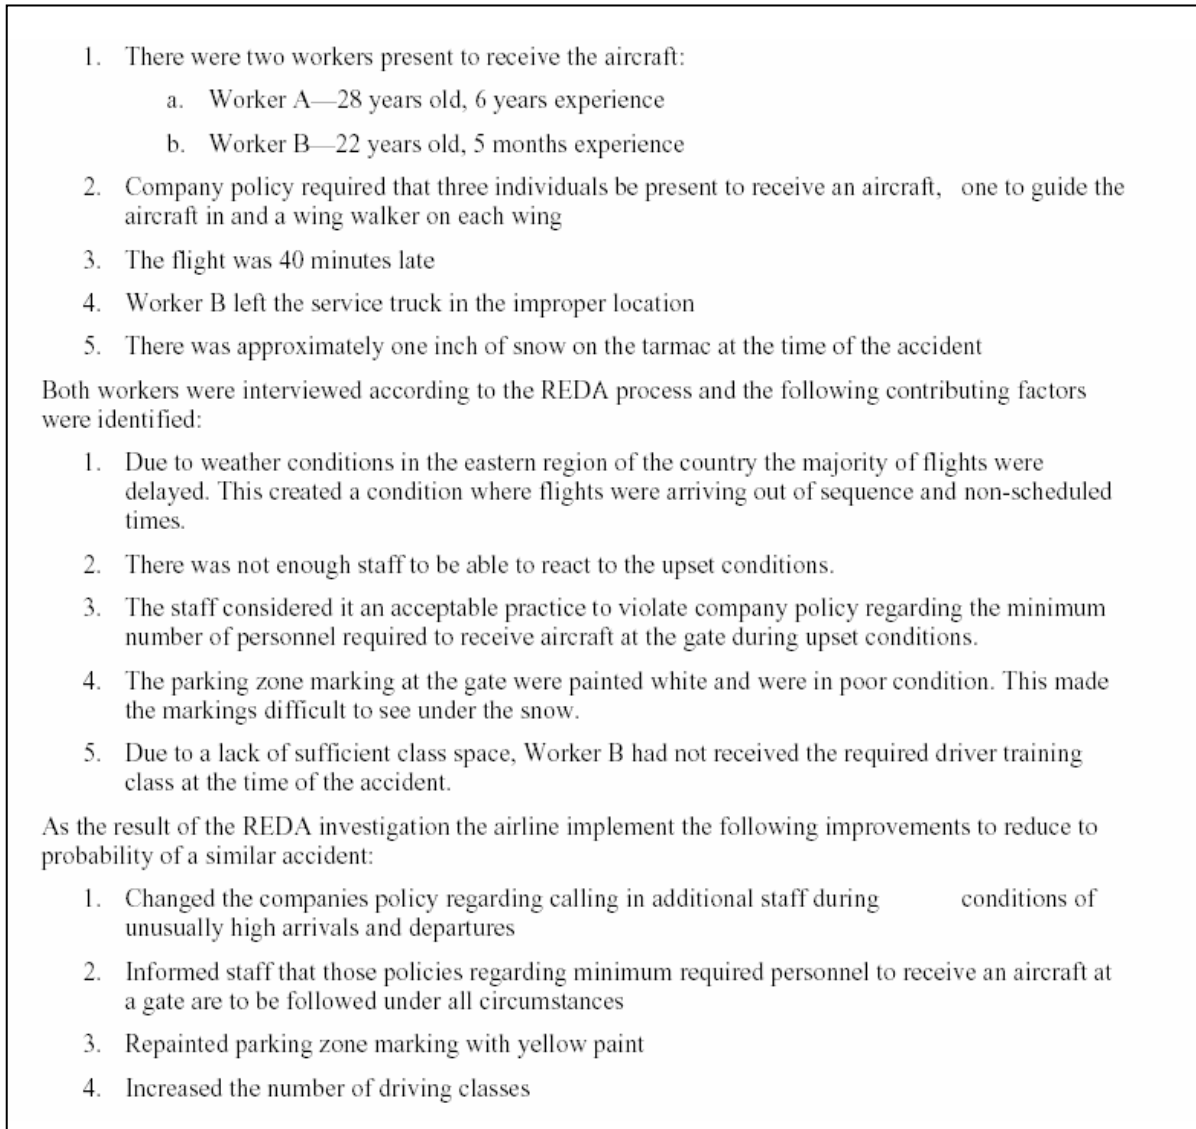 1. There were two workers present to receive the aircraft:
a. Worker A—28 years old, 6 years experience
b. Worker B—22 years old, 5 months experience
2. Company policy required that three individuals be present to receive an aircraft, one to guide the
aircraft in and a wing walker on each wing
3. The flight was 40 minutes late
4. Worker B left the service truck in the improper location
5. There was approximately one inch of snow on the tarmac at the time of the accident
Both workers were interviewed according to the REDA process and the following contributing factors
were identified:
1. Due to weather conditions in the eastern region of the country the majority of flights were
delayed. This created a condition where flights were arriving out of sequence and non-scheduled
times.
2. There was not enough staff to be able to react to the upset conditions.
3. The staff considered it an acceptable practice to violate company policy regarding the minimum
number of personnel required to receive aircraft at the gate during upset conditions.
4. The parking zone marking at the gate were painted white and were in poor condition. This made
the markings difficult to see under the snow.
5. Due to a lack of sufficient class space, Worker B had not received the required driver training
class at the time of the accident.
As the result of the REDA investigation the airline implement the following improvements to reduce to
probability of a similar accident:
1. Changed the companies policy regarding calling in additional staff during conditions of
unusually high arrivals and departures
2. Informed staff that those policies regarding minimum required personnel to receive an aircraft at
a gate are to be followed under all circumstances
3. Repainted parking zone marking with yellow paint
4. Increased the number of driving classes